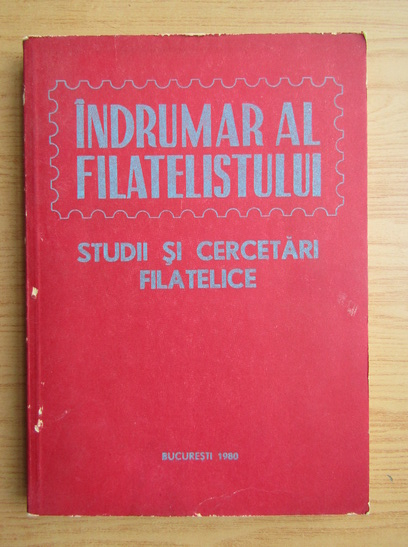 ÎNDRUMAR AL
FILATELISTULUI
STUDII ŞI CERCETĂRI
FILATELICE
BUCUREŞTI 1980